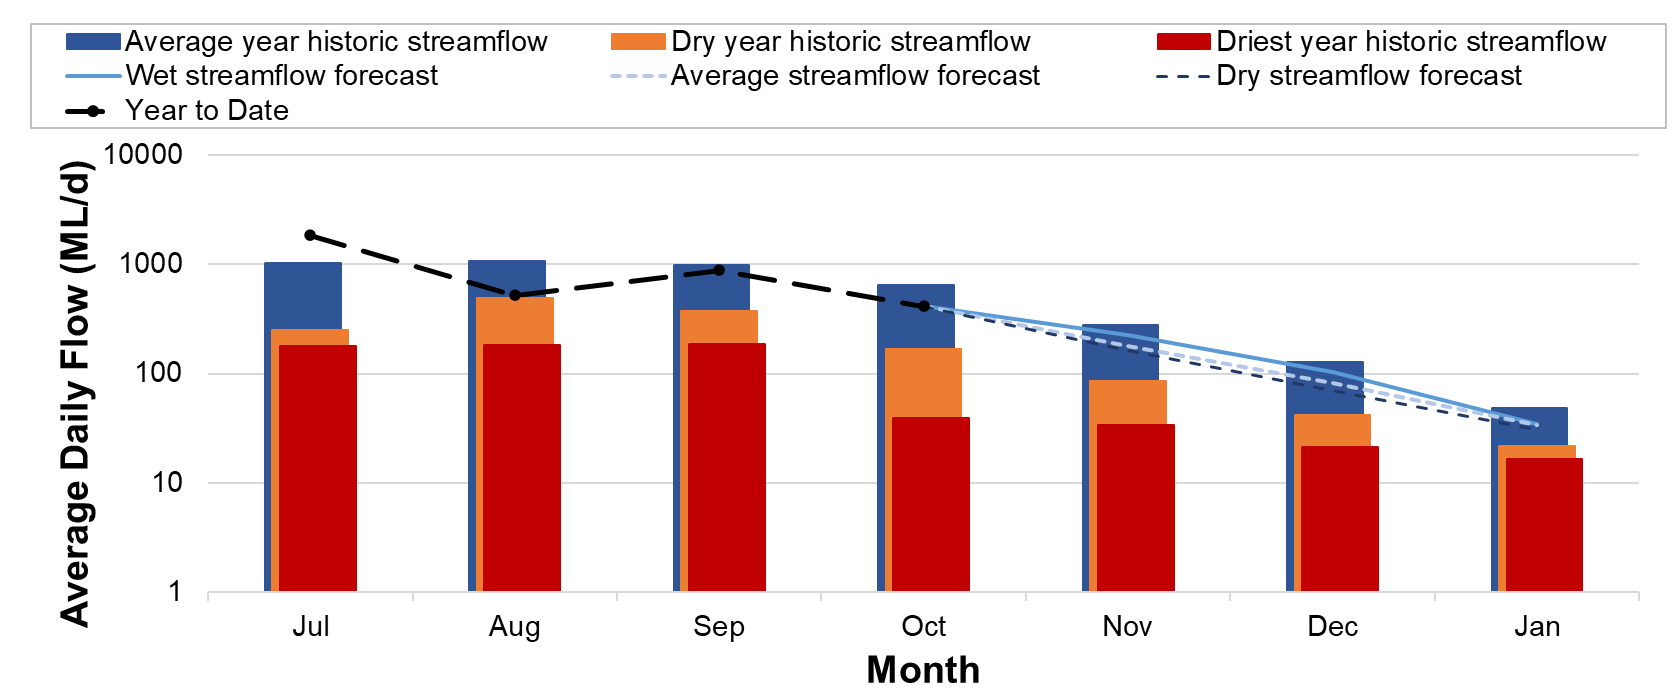 Average year historic streamflow Dry year historic streamflow Driest year historic streamflow
Wet streamflow forecast Average streamflow forecast Dry streamflow forecast
Year to Date
Average Daily Flow (ML/d)
10000
1000
100
10
1
Jul Aug Sep Oct Nov Dec Jan
Month